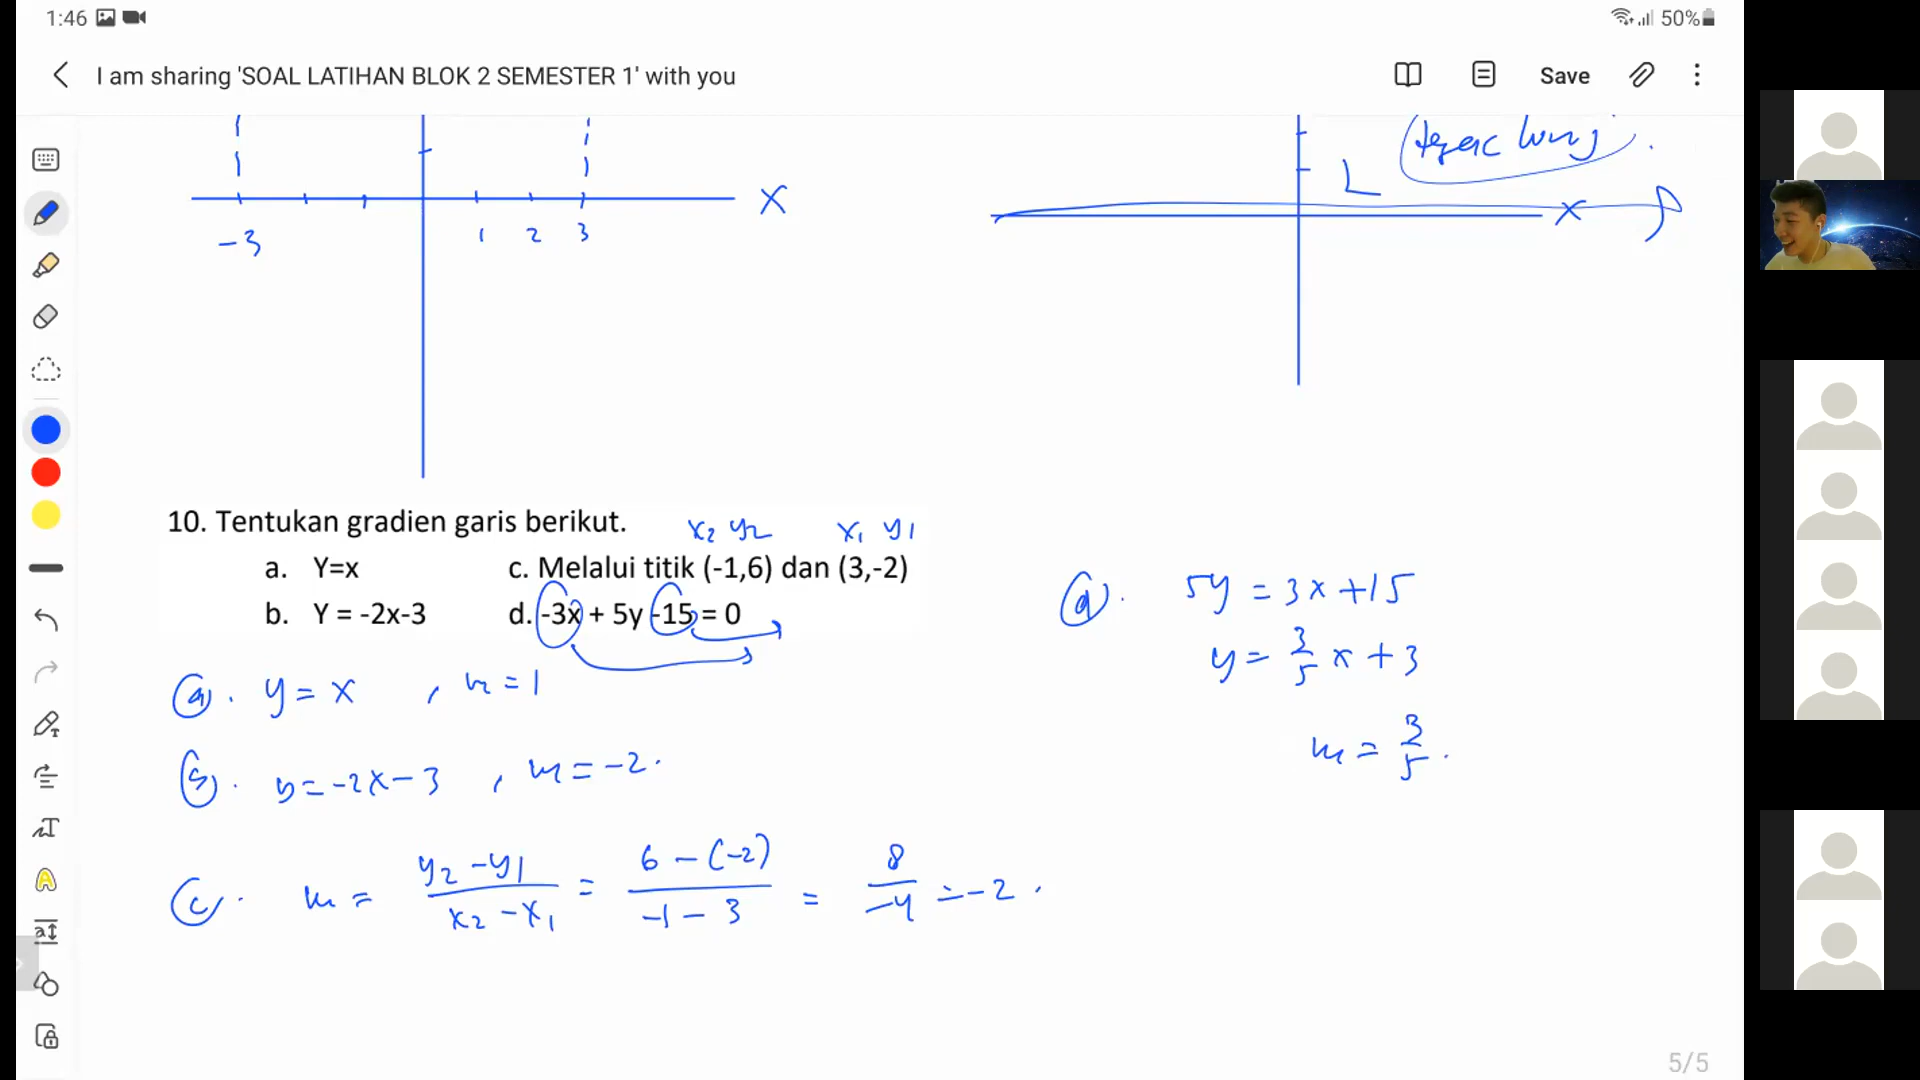 1:46 50%
I am sharing 'SOAL LATIHAN BLOK 2 SEMESTER 1' with you Save
X
-3 1 2 3
L
x
10. Tentukan gradien garis berikut.
x2 y2 x1 y1
a. Y=x c. Melalui titik (-1,6) dan (3,-2)
b. Y = -2x-3 d. -3x + 5y -15 = 0
a. y = x , m = 1
b. y = -2x - 3 , m = -2.
c. m = y2 - y1 / x2 - x1 = 6 - (-2) / -1 - 3 = 8 / -4 = -2.
d. 5y = 3x + 15
y = 3/5 x + 3
m = 3/5.
5/5